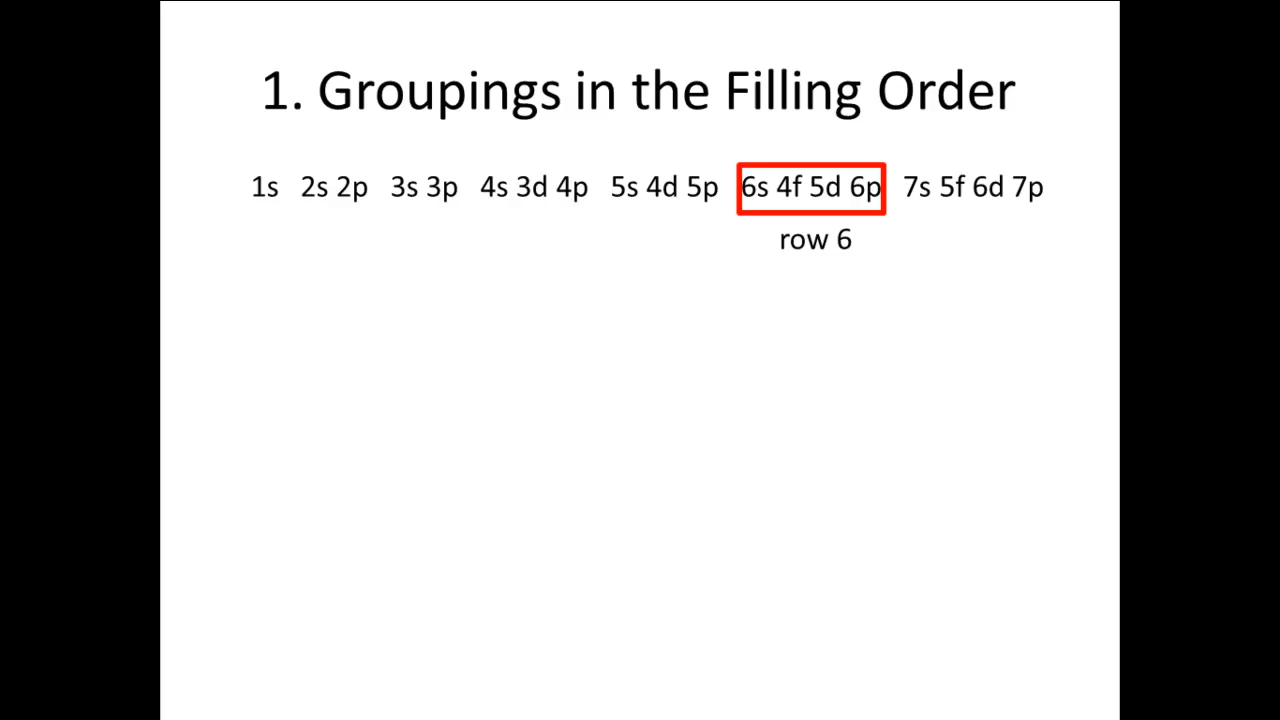 1. Groupings in the Filling Order
1s 2s 2p 3s 3p 4s 3d 4p 5s 4d 5p 6s 4f 5d 6p 7s 5f 6d 7p
row 6